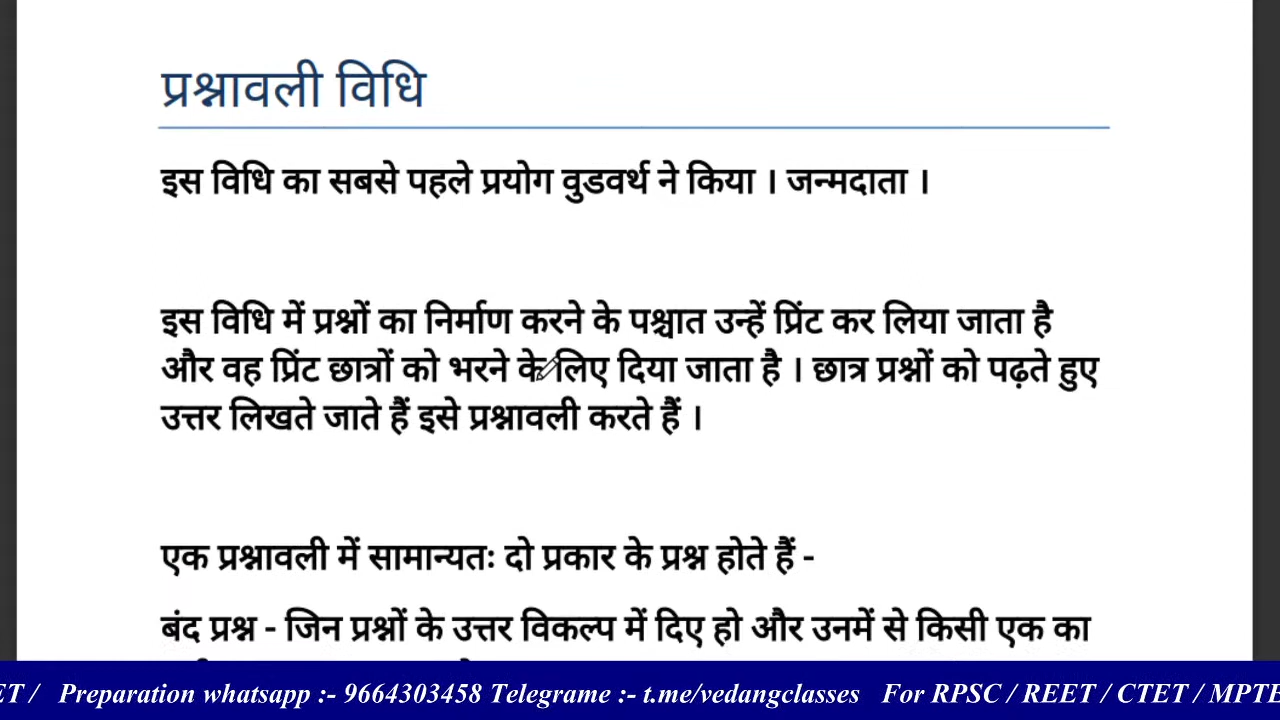 प्रश्नावली विधि
इस विधि का सबसे पहले प्रयोग वुडवर्थ ने किया । जन्मदाता ।
इस विधि में प्रश्नों का निर्माण करने के पश्चात उन्हें प्रिंट कर लिया जाता है
और वह प्रिंट छात्रों को भरने के लिए दिया जाता है । छात्र प्रश्नों को पढ़ते हुए
उत्तर लिखते जाते हैं इसे प्रश्नावली करते हैं ।
एक प्रश्नावली में सामान्यतः दो प्रकार के प्रश्न होते हैं -
बंद प्रश्न - जिन प्रश्नों के उत्तर विकल्प में दिए हो और उनमें से किसी एक का
ET / Preparation whatsapp :- 9664303458 Telegrame :- t.me/vedangclasses For RPSC / REET / CTET / MPTE